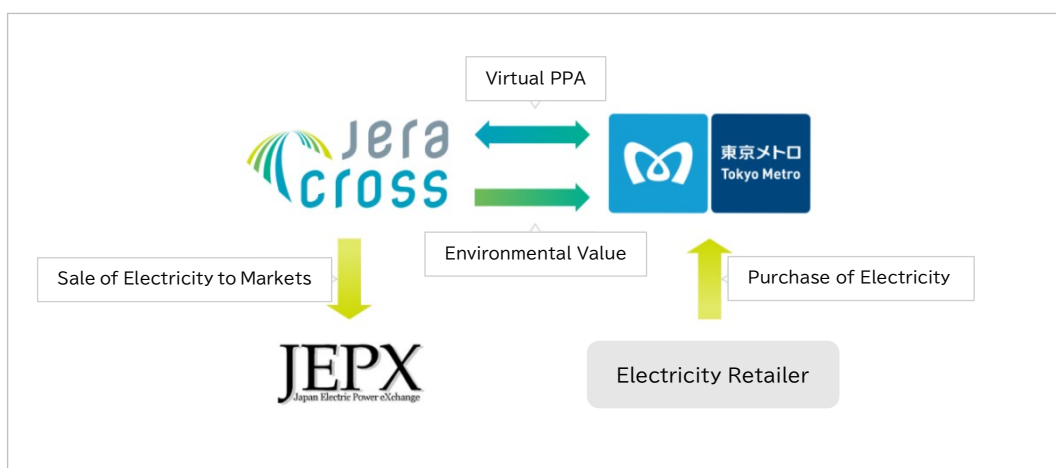 Virtual PPA
Jera
cross
東京メトロ
Tokyo Metro
Environmental Value
Sale of Electricity to Markets
Purchase of Electricity
JEPX
Japan Electric Power eXchange
Electricity Retailer